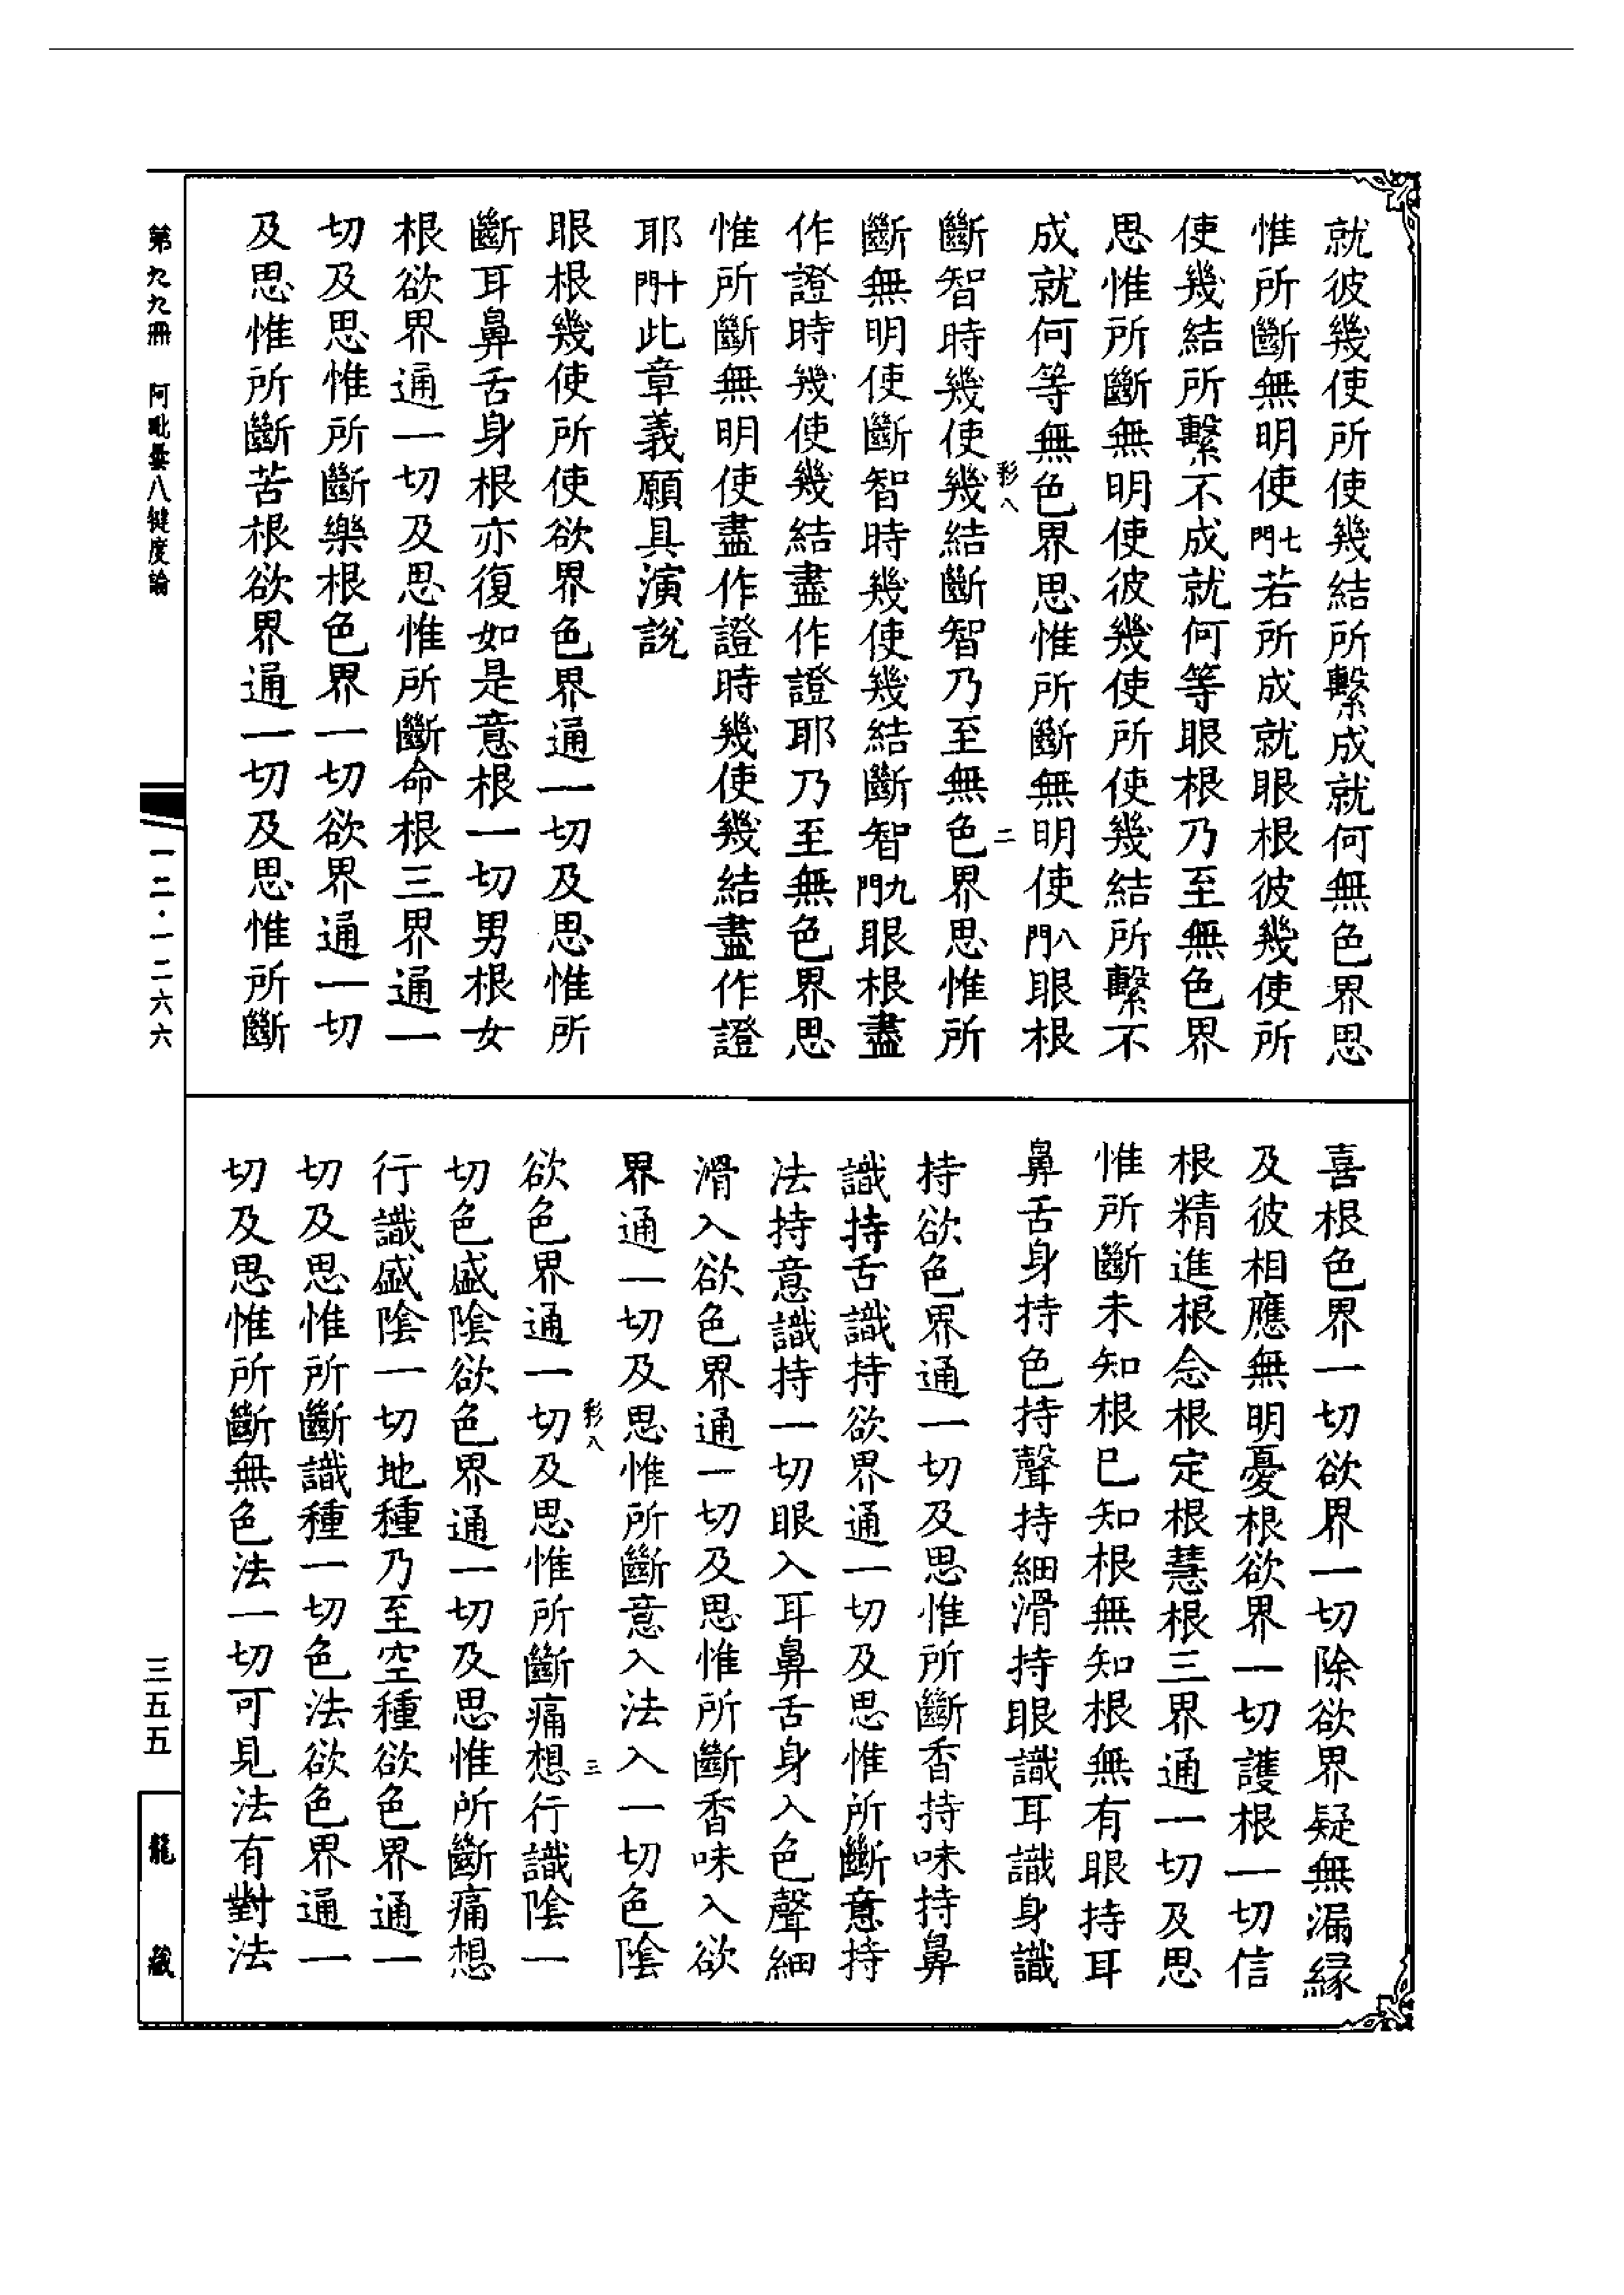 就彼幾使所使幾結所繫成就何無色界思
惟所斷無明使七門若所成就眼根彼幾使所
使幾結所繫不成就何等眼根乃至無色界
思惟所斷無明使彼幾使所使幾結所繫不
成就何等無色界思惟所斷無明使八門眼根
彩八 二
斷智時幾使幾結斷智乃至無色界思惟所
斷無明使斷智時幾使幾結斷智九門眼根盡
作證時幾使幾結盡作證耶乃至無色界思
惟所斷無明使盡作證時幾使幾結盡作證
耶十門此章義願具演說
眼根幾使所使欲界色界通一切及思惟所
斷耳鼻舌身根亦復如是意根一切男根女
根欲界通一切及思惟所斷命根三界通一
切及思惟所斷樂根色界一切欲界通一切
及思惟所斷苦根欲界通一切及思惟所斷
喜根色界一切欲界一切除欲界疑無漏緣
及彼相應無明憂根欲界一切護根一切信
根精進根念根定根慧根三界通一切及思
惟所斷未知根已知根無知根無有眼持耳
鼻舌身持色持聲持細滑持眼識耳識身識
持欲色界通一切及思惟所斷香持味持鼻
識持舌識持欲界通一切及思惟所斷意持
法持意識持一切眼入耳鼻舌身入色聲細
滑入欲色界通一切及思惟所斷香味入欲
界通一切及思惟所斷意入法入一切色陰
彩八 三
欲色界通一切及思惟所斷痛想行識陰一
切色盛陰欲色界通一切及思惟所斷痛想
行識盛陰一切地種乃至空種欲色界通一
切及思惟所斷識種一切色法欲色界通一
切及思惟所斷無色法一切可見法有對法
第九九冊 阿毗曇八犍度論
一二·一二六六
三五五
龍藏